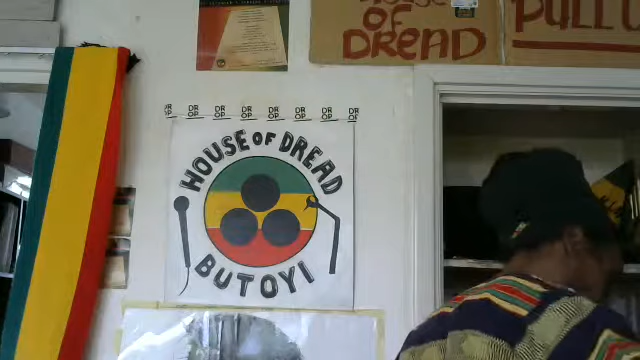 HOUSE
OF
DREAD
PULL U
DR OP DR OP DR OP DR OP DR OP DR OP DR OP DR OP
HOUSE OF DREAD
BUTOYI